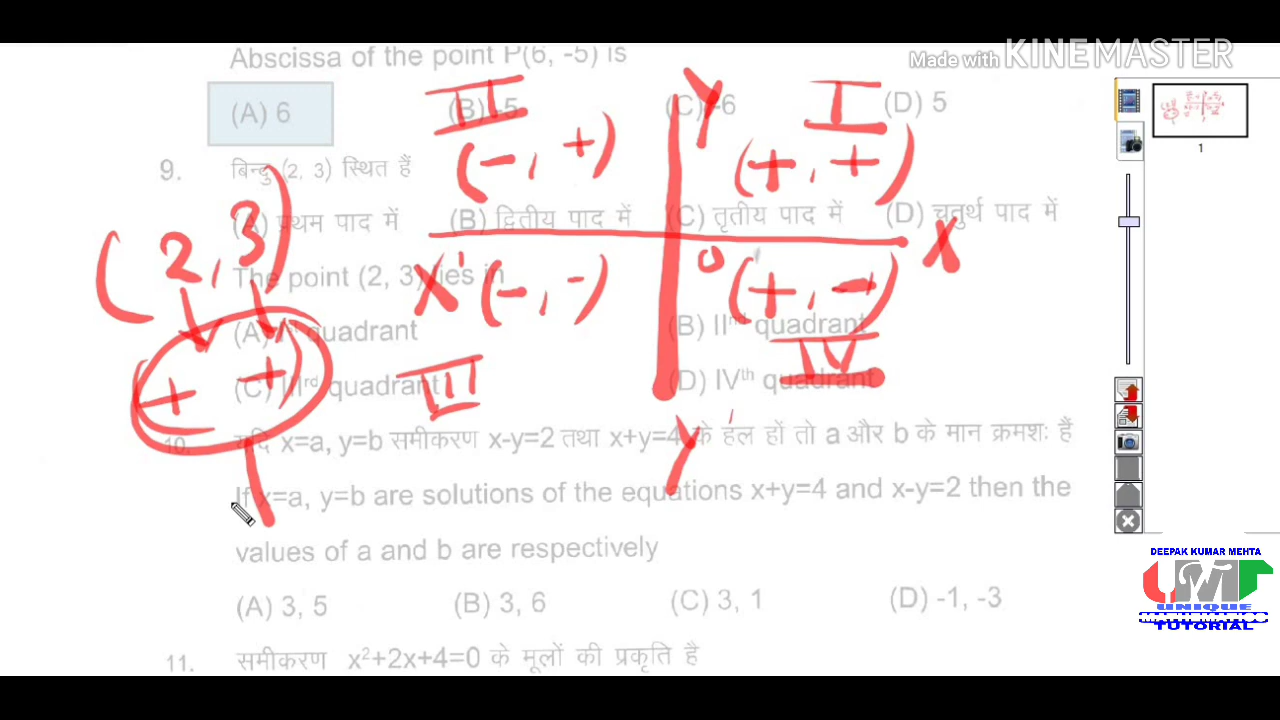 Made with KINEMASTER
Abscissa of the point P(6, -5) is
(A) 6 (B) -5 (C) -6 (D) 5
II I
Y
(-, +) (+, +)
9. बिन्दु (2, 3) स्थित हैं
(A) प्रथम पाद में (B) द्वितीय पाद में (C) तृतीय पाद में (D) चतुर्थ पाद में
(2, 3)
X' 0 X
The point (2, 3) lies in
(-, -) (+, -)
quadrant (B) IInd quadrant
(+ +)
III IV
(C) IIIrd quadrant (D) IVth quadrant
Y'
10. यदि x=a, y=b समीकरण x-y=2 तथा x+y=4 के हल हों तो a और b के मान क्रमशः हैं
If x=a, y=b are solutions of the equations x+y=4 and x-y=2 then the
values of a and b are respectively
(A) 3, 5 (B) 3, 6 (C) 3, 1 (D) -1, -3
11. समीकरण x²+2x+4=0 के मूलों की प्रकृति है
1
DEEPAK KUMAR MEHTA
UMT
UNIQUE
TUTORIAL